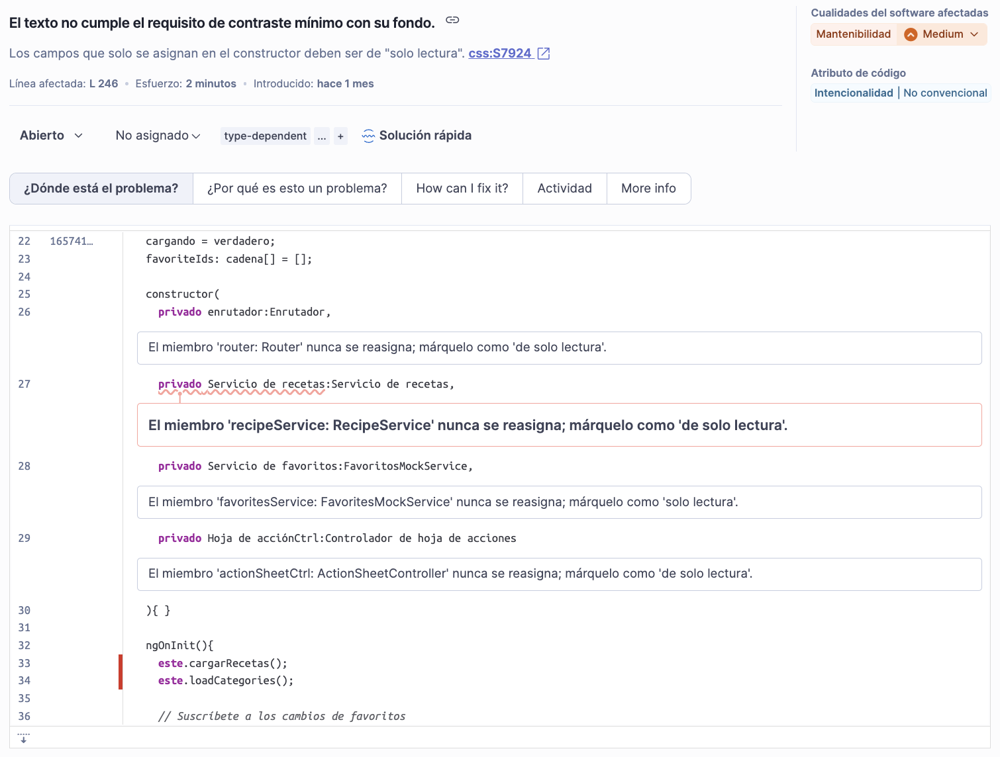 El texto no cumple el requisito de contraste mínimo con su fondo.
Los campos que solo se asignan en el constructor deben ser de "solo lectura". css:S7924
Línea afectada: L 246 • Esfuerzo: 2 minutos • Introducido: hace 1 mes
Cualidades del software afectadas
Mantenibilidad Medium
Atributo de código
Intencionalidad | No convencional
Abierto No asignado type-dependent ... + Solución rápida
¿Dónde está el problema? ¿Por qué es esto un problema? How can I fix it? Actividad More info
22 165741… cargando = verdadero;
23 favoriteIds: cadena[] = [];
24
25 constructor(
26 privado enrutador:Enrutador,
El miembro 'router: Router' nunca se reasigna; márquelo como 'de solo lectura'.
27 privado Servicio de recetas:Servicio de recetas,
El miembro 'recipeService: RecipeService' nunca se reasigna; márquelo como 'de solo lectura'.
28 privado Servicio de favoritos:FavoritosMockService,
El miembro 'favoritesService: FavoritesMockService' nunca se reasigna; márquelo como 'solo lectura'.
29 privado Hoja de acciónCtrl:Controlador de hoja de acciones
El miembro 'actionSheetCtrl: ActionSheetController' nunca se reasigna; márquelo como 'de solo lectura'.
30 ){ }
31
32 ngOnInit(){
33 este.cargarRecetas();
34 este.loadCategories();
35
36 // Suscríbete a los cambios de favoritos